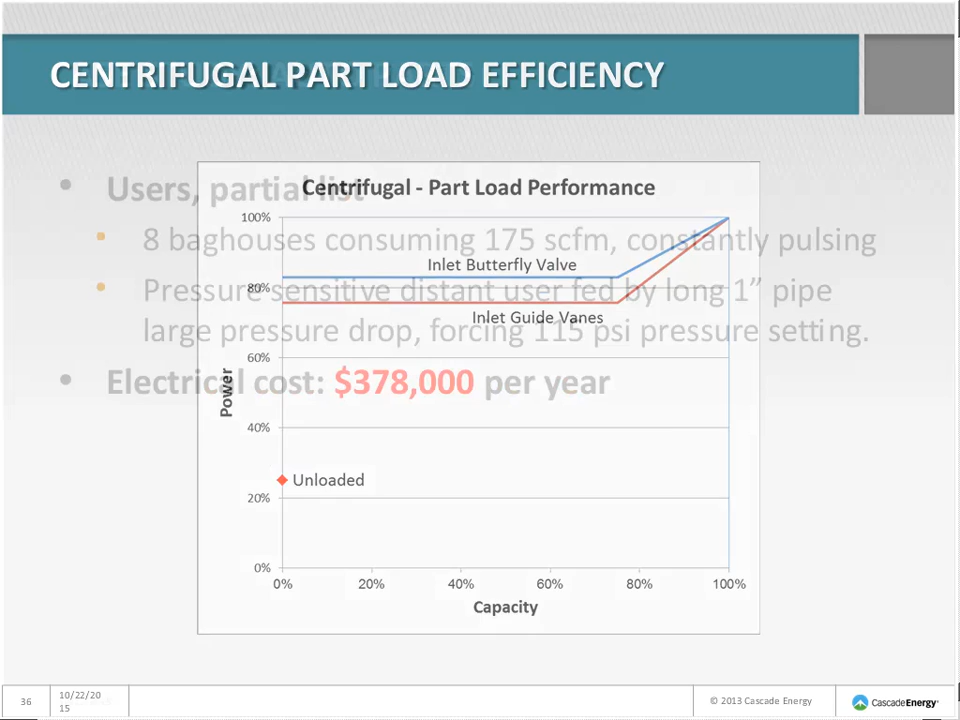 CENTRIFUGAL PART LOAD EFFICIENCY
• Users, partial list
• 8 baghouses consuming 175 scfm, constantly pulsing
• Pressure sensitive distant user fed by long 1” pipe
large pressure drop, forcing 115 psi pressure setting.
• Electrical cost: $378,000 per year
Centrifugal - Part Load Performance
100%
Inlet Butterfly Valve
80%
Inlet Guide Vanes
60%
Power
40%
Unloaded
20%
0%
0% 20% 40% 60% 80% 100%
Capacity
36
10/22/20
15
© 2013 Cascade Energy
CascadeEnergy